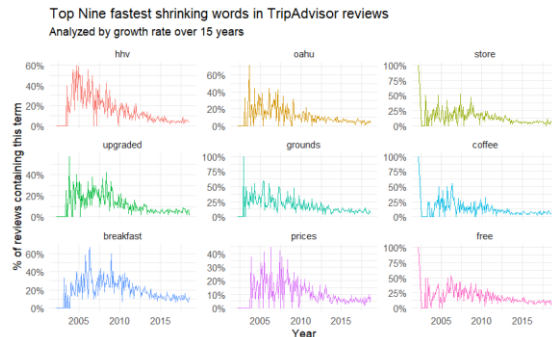 Top Nine fastest shrinking words in TripAdvisor reviews
Analyzed by growth rate over 15 years
hhv
oahu
store
60%
40%
20%
0%
60%
40%
20%
0%
100%
75%
50%
25%
0%
upgraded
grounds
coffee
40%
20%
0%
100%
75%
50%
25%
0%
100%
75%
50%
25%
0%
breakfast
prices
free
60%
40%
20%
0%
40%
30%
20%
10%
0%
100%
75%
50%
25%
0%
2005 2010 2015
2005 2010 2015
2005 2010 2015
Year
% of reviews containing this term